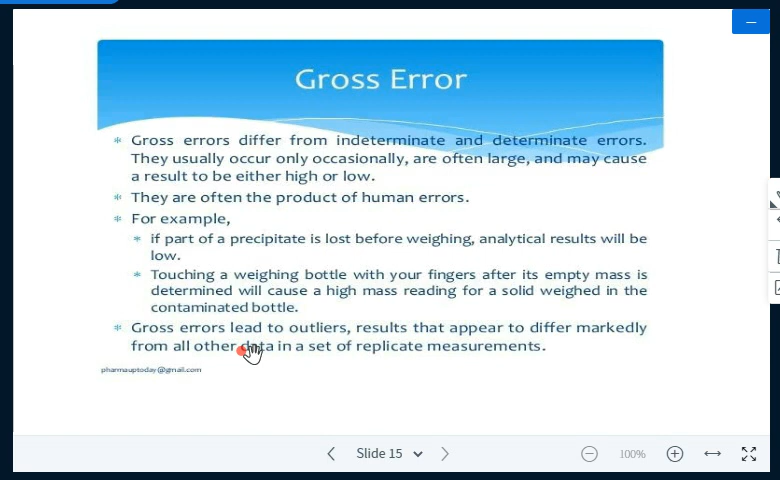 Gross Error
* Gross errors differ from indeterminate and determinate errors.
They usually occur only occasionally, are often large, and may cause
a result to be either high or low.
* They are often the product of human errors.
* For example,
* if part of a precipitate is lost before weighing, analytical results will be
low.
* Touching a weighing bottle with your fingers after its empty mass is
determined will cause a high mass reading for a solid weighed in the
contaminated bottle.
* Gross errors lead to outliers, results that appear to differ markedly
from all other data in a set of replicate measurements.
pharmauptoday@gmail.com
Slide 15
100%